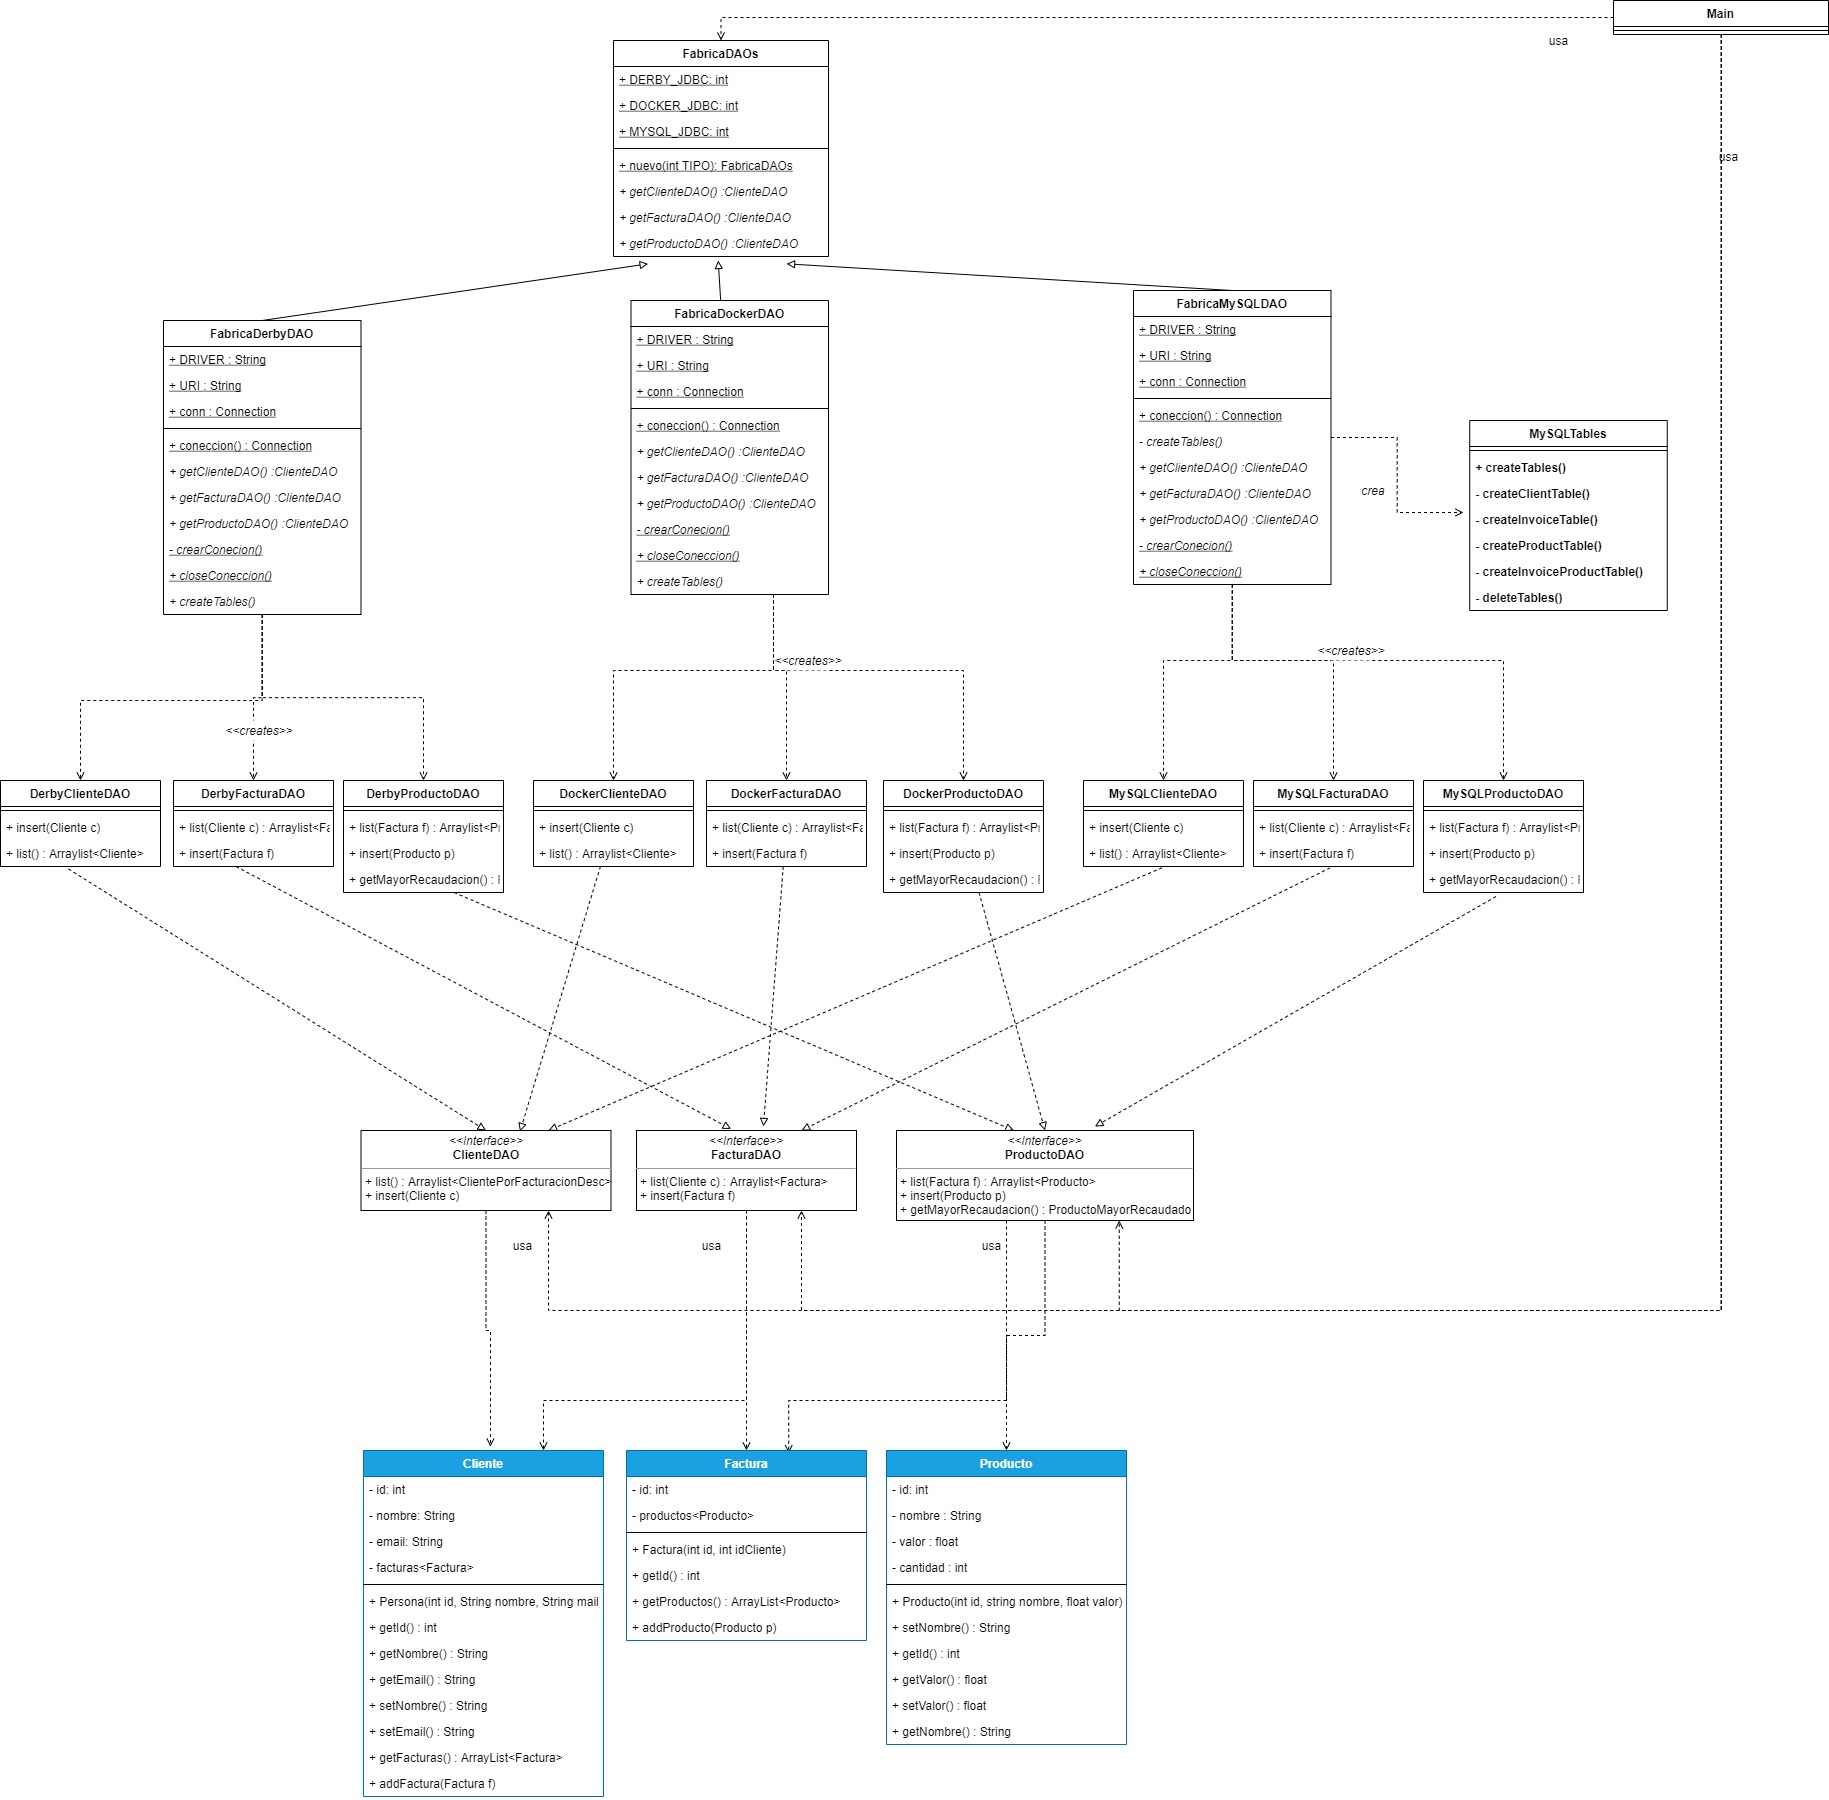 Main
usa
FabricaDAOs
+ DERBY_JDBC: int
+ DOCKER_JDBC: int
+ MYSQL_JDBC: int
+ nuevo(int TIPO): FabricaDAOs
+ getClienteDAO() :ClienteDAO
+ getFacturaDAO() :ClienteDAO
+ getProductoDAO() :ClienteDAO
usa
FabricaDerbyDAO
+ DRIVER : String
+ URI : String
+ conn : Connection
+ coneccion() : Connection
+ getClienteDAO() :ClienteDAO
+ getFacturaDAO() :ClienteDAO
+ getProductoDAO() :ClienteDAO
- crearConecion()
+ closeConeccion()
+ createTables()
FabricaDockerDAO
+ DRIVER : String
+ URI : String
+ conn : Connection
+ coneccion() : Connection
+ getClienteDAO() :ClienteDAO
+ getFacturaDAO() :ClienteDAO
+ getProductoDAO() :ClienteDAO
- crearConecion()
+ closeConeccion()
+ createTables()
FabricaMySQLDAO
+ DRIVER : String
+ URI : String
+ conn : Connection
+ coneccion() : Connection
- createTables()
+ getClienteDAO() :ClienteDAO
+ getFacturaDAO() :ClienteDAO
+ getProductoDAO() :ClienteDAO
- crearConecion()
+ closeConeccion()
crea
MySQLTables
+ createTables()
- createClientTable()
- createInvoiceTable()
- createProductTable()
- createInvoiceProductTable()
- deleteTables()
<<creates>>
<<creates>>
<<creates>>
DerbyClienteDAO
+ insert(Cliente c)
+ list() : Arraylist<Cliente>
DerbyFacturaDAO
+ list(Cliente c) : Arraylist<Fa
+ insert(Factura f)
DerbyProductoDAO
+ list(Factura f) : Arraylist<P
+ insert(Producto p)
+ getMayorRecaudacion() :
DockerClienteDAO
+ insert(Cliente c)
+ list() : Arraylist<Cliente>
DockerFacturaDAO
+ list(Cliente c) : Arraylist<Fa
+ insert(Factura f)
DockerProductoDAO
+ list(Factura f) : Arraylist<P
+ insert(Producto p)
+ getMayorRecaudacion() :
MySQLClienteDAO
+ insert(Cliente c)
+ list() : Arraylist<Cliente>
MySQLFacturaDAO
+ list(Cliente c) : Arraylist<Fa
+ insert(Factura f)
MySQLProductoDAO
+ list(Factura f) : Arraylist<P
+ insert(Producto p)
+ getMayorRecaudacion() :
<<Interface>>
ClienteDAO
+ list() : Arraylist<ClientePorFacturacionDesc>
+ insert(Cliente c)
<<Interface>>
FacturaDAO
+ list(Cliente c) : Arraylist<Factura>
+ insert(Factura f)
<<Interface>>
ProductoDAO
+ list(Factura f) : Arraylist<Producto>
+ insert(Producto p)
+ getMayorRecaudacion() : ProductoMayorRecaudado
usa
usa
usa
Cliente
- id: int
- nombre: String
- email: String
- facturas<Factura>
+ Persona(int id, String nombre, String mail
+ getId() : int
+ getNombre() : String
+ getEmail() : String
+ setNombre() : String
+ setEmail() : String
+ getFacturas() : ArrayList<Factura>
+ addFactura(Factura f)
Factura
- id: int
- productos<Producto>
+ Factura(int id, int idCliente)
+ getId() : int
+ getProductos() : ArrayList<Producto>
+ addProducto(Producto p)
Producto
- id: int
- nombre : String
- valor : float
- cantidad : int
+ Producto(int id, string nombre, float valor)
+ setNombre() : String
+ getId() : int
+ getValor() : float
+ setValor() : float
+ getNombre() : String